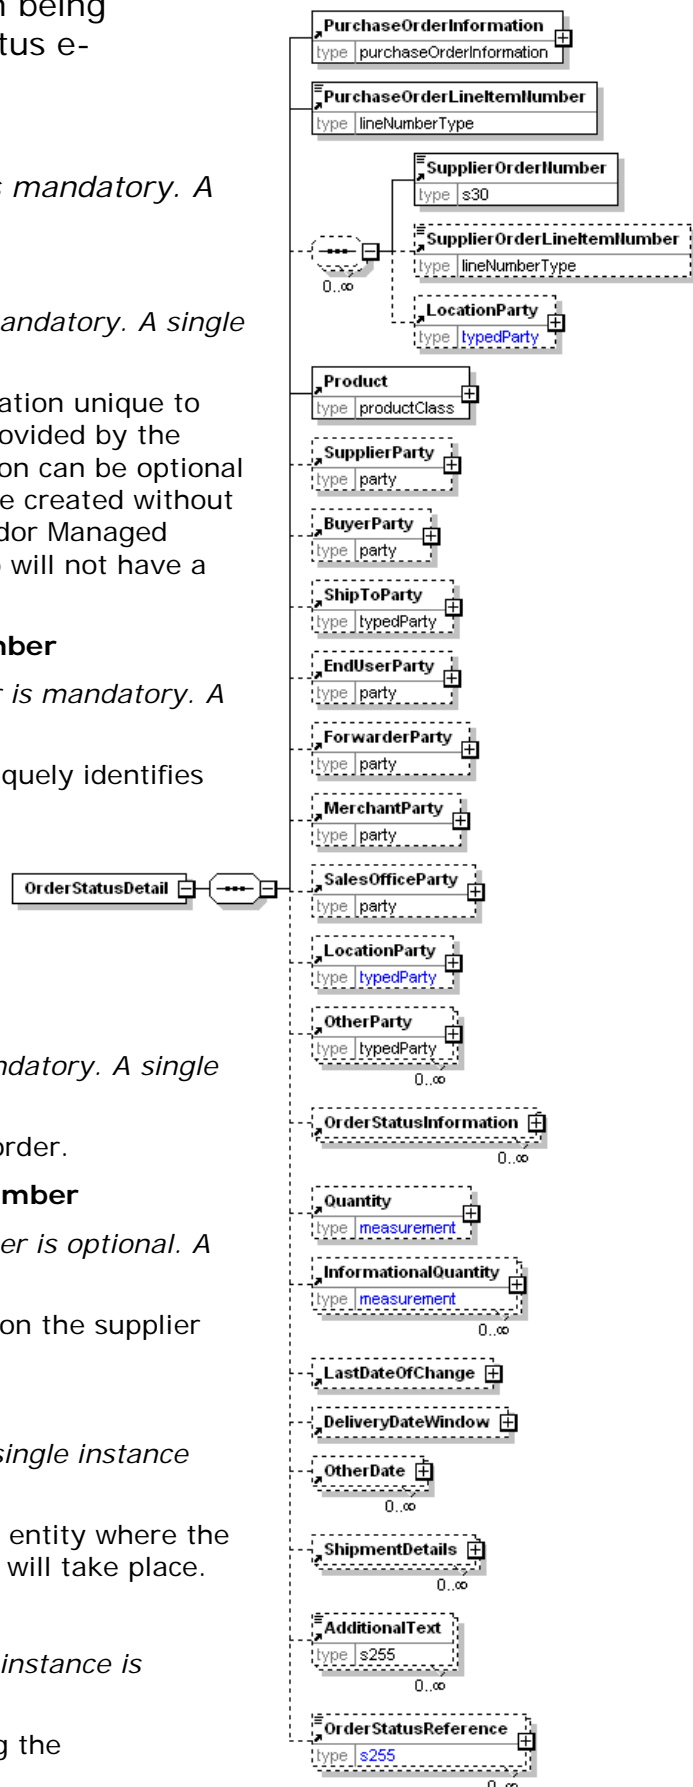 n being
tus e-
s mandatory. A
andatory. A single
ation unique to
rovided by the
on can be optional
e created without
dor Managed
will not have a
nber
r is mandatory. A
quely identifies
ndatory. A single
order.
umber
er is optional. A
on the supplier
single instance
entity where the
will take place.
instance is
g the
OrderStatusDetail
PurchaseOrderInformation
type purchaseOrderInformation
PurchaseOrderLineItemNumber
type lineNumberType
0..∞
SupplierOrderNumber
type s30
SupplierOrderLineItemNumber
type lineNumberType
LocationParty
type typedParty
Product
type productClass
SupplierParty
type party
BuyerParty
type party
ShipToParty
type typedParty
EndUserParty
type party
ForwarderParty
type party
MerchantParty
type party
SalesOfficeParty
type party
LocationParty
type typedParty
OtherParty
type typedParty
0..∞
OrderStatusInformation
0..∞
Quantity
type measurement
InformationalQuantity
type measurement
0..∞
LastDateOfChange
DeliveryDateWindow
OtherDate
0..∞
ShipmentDetails
0..∞
AdditionalText
type s255
0..∞
OrderStatusReference
type s255
0..∞